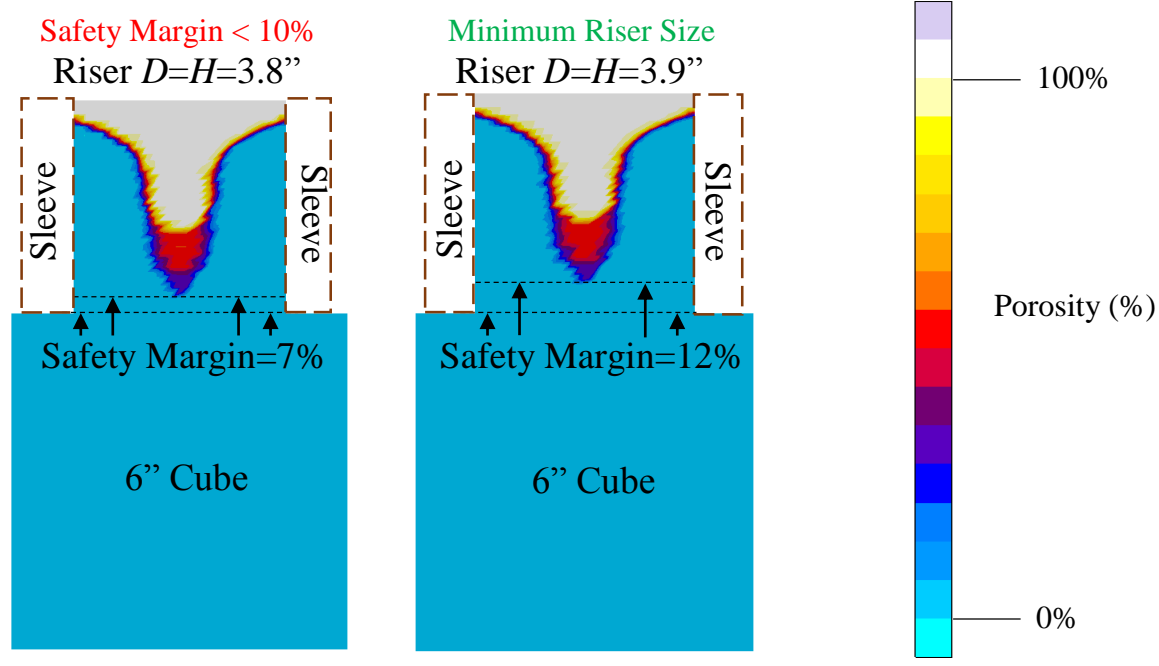 Safety Margin < 10%
Riser D=H=3.8”
Sleeve
Sleeve
Safety Margin=7%
6” Cube
Minimum Riser Size
Riser D=H=3.9”
Sleeve
Sleeve
Safety Margin=12%
6” Cube
100%
Porosity (%)
0%